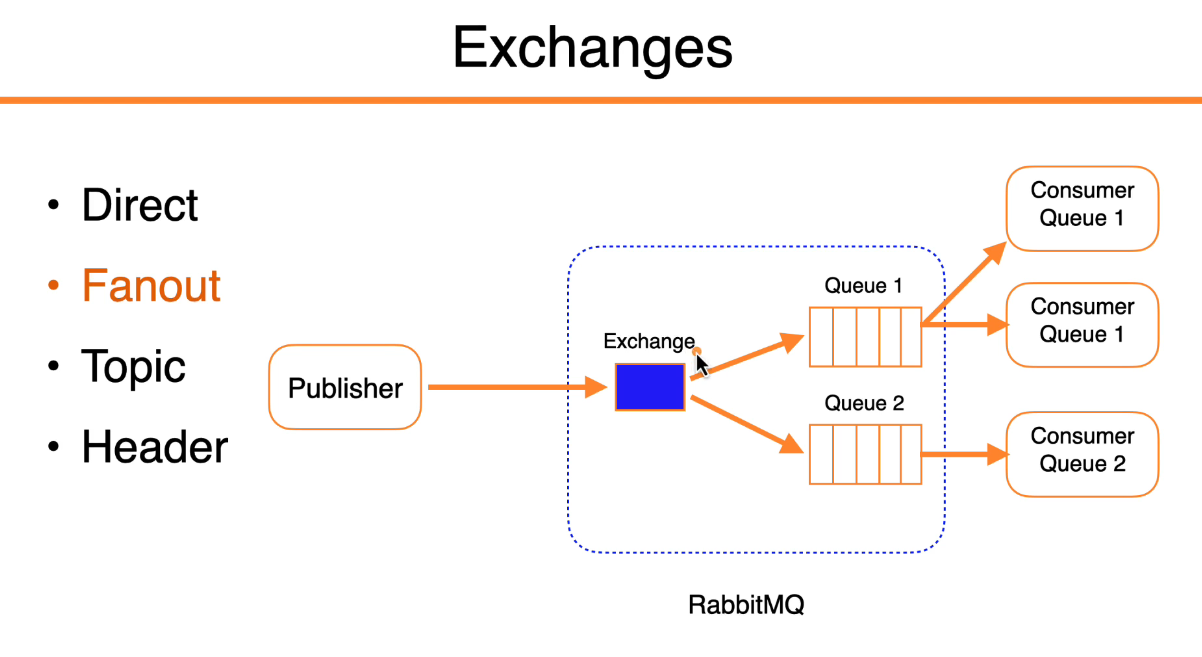 Exchanges
• Direct
• Fanout
• Topic
• Header
Publisher
Exchange
Queue 1
Queue 2
Consumer
Queue 1
Consumer
Queue 1
Consumer
Queue 2
RabbitMQ